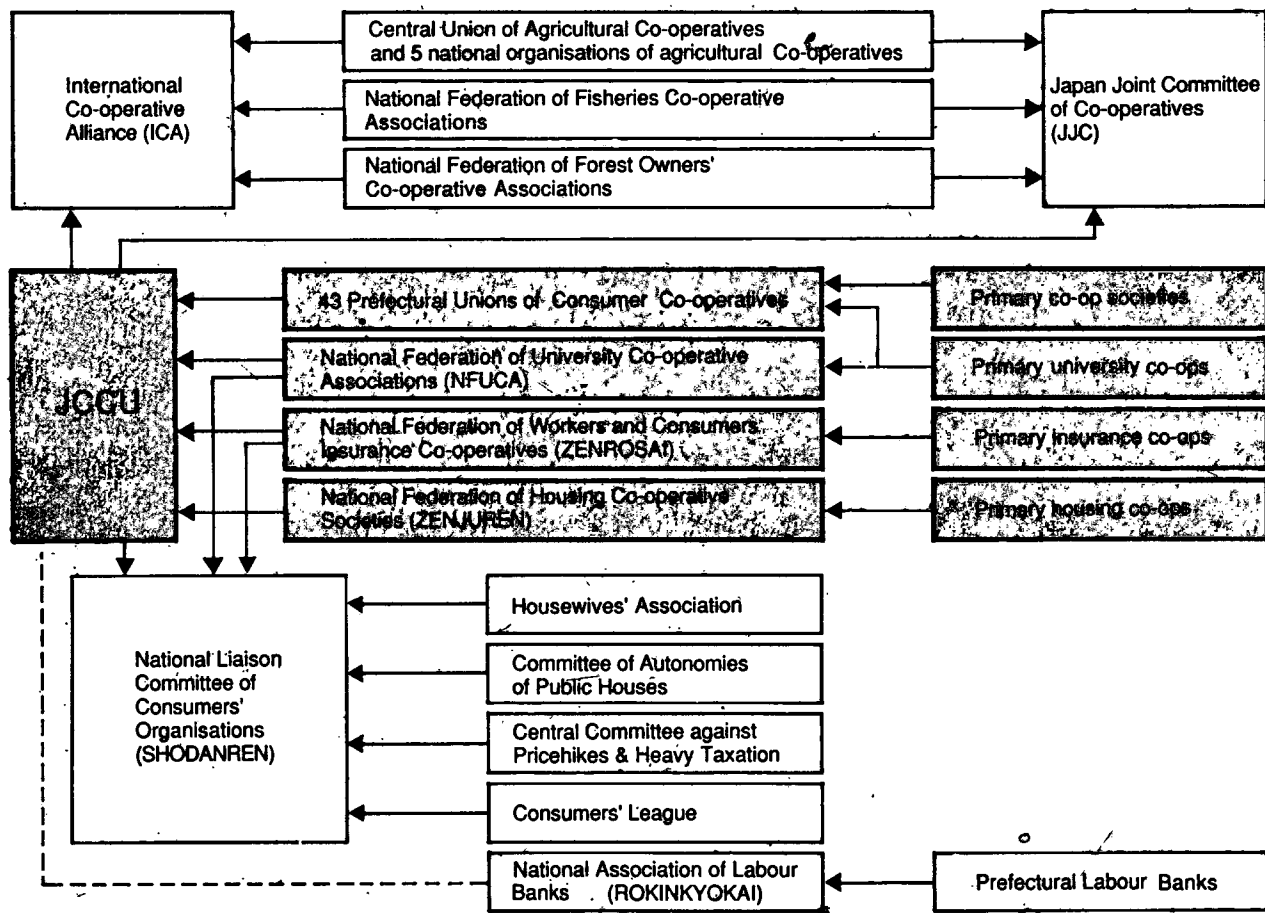 Central Union of Agricultural Co-operatives
and 5 national organisations of agricultural Co-operatives
International
Co-operative
Alliance (ICA)
National Federation of Fisheries Co-operative
Associations
Japan Joint Committee
of Co-operatives
(JJC)
National Federation of Forest Owners'
Co-operative Associations
JCCU
43 Prefectural Unions of Consumer Co-operatives
Primary co-op societies
National Federation of University Co-operative
Associations (NFUCA)
Primary university co-ops
National Federation of Workers and Consumers
Insurance Co-operatives (ZENROSAI)
Primary insurance co-ops
National Federation of Housing Co-operative
Societies (ZENJUREN)
Primary housing co-ops
National Liaison
Committee of
Consumers'
Organisations
(SHODANREN)
Housewives' Association
Committee of Autonomies
of Public Houses
Central Committee against
Pricehikes & Heavy Taxation
Consumers' League
National Association of Labour
Banks (ROKINKYOKAI)
Prefectural Labour Banks